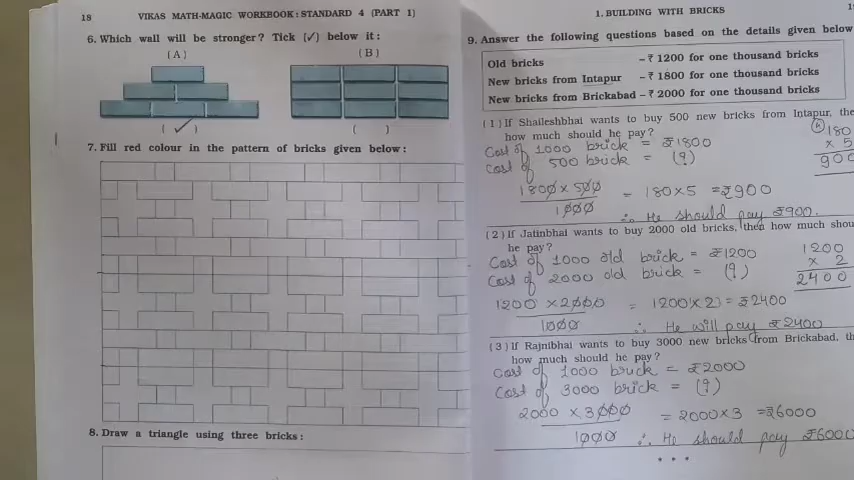 18 VIKAS MATH-MAGIC WORKBOOK : STANDARD 4 (PART 1)
6. Which wall will be stronger? Tick (✓) below it :
(A) (B)
( ✓ ) ( )
7. Fill red colour in the pattern of bricks given below :
8. Draw a triangle using three bricks :
1. BUILDING WITH BRICKS
9. Answer the following questions based on the details given below
Old bricks – ₹ 1200 for one thousand bricks
New bricks from Intapur – ₹ 1800 for one thousand bricks
New bricks from Brickabad – ₹ 2000 for one thousand bricks
(1) If Shaileshbhai wants to buy 500 new bricks from Intapur, the
how much should he pay?
Cost of 1000 brick = ₹1800
Cost of 500 brick = (?)
180
× 5
900
1800 × 500
1000
= 180×5 = ₹900
∴ He should pay ₹900.
(2) If Jatinbhai wants to buy 2000 old bricks, then how much shou
he pay?
Cost of 1000 old brick = ₹1200
Cost of 2000 old brick = (?)
1200
× 2
2400
1200 × 2000
1000
= 1200×2 = ₹2400
∴ He will pay ₹2400
(3) If Rajnibhai wants to buy 3000 new bricks from Brickabad, th
how much should he pay?
Cost of 1000 brick = ₹2000
Cost of 3000 brick = (?)
2000 × 3000
1000
= 2000×3 = ₹6000
∴ He should pay ₹6000